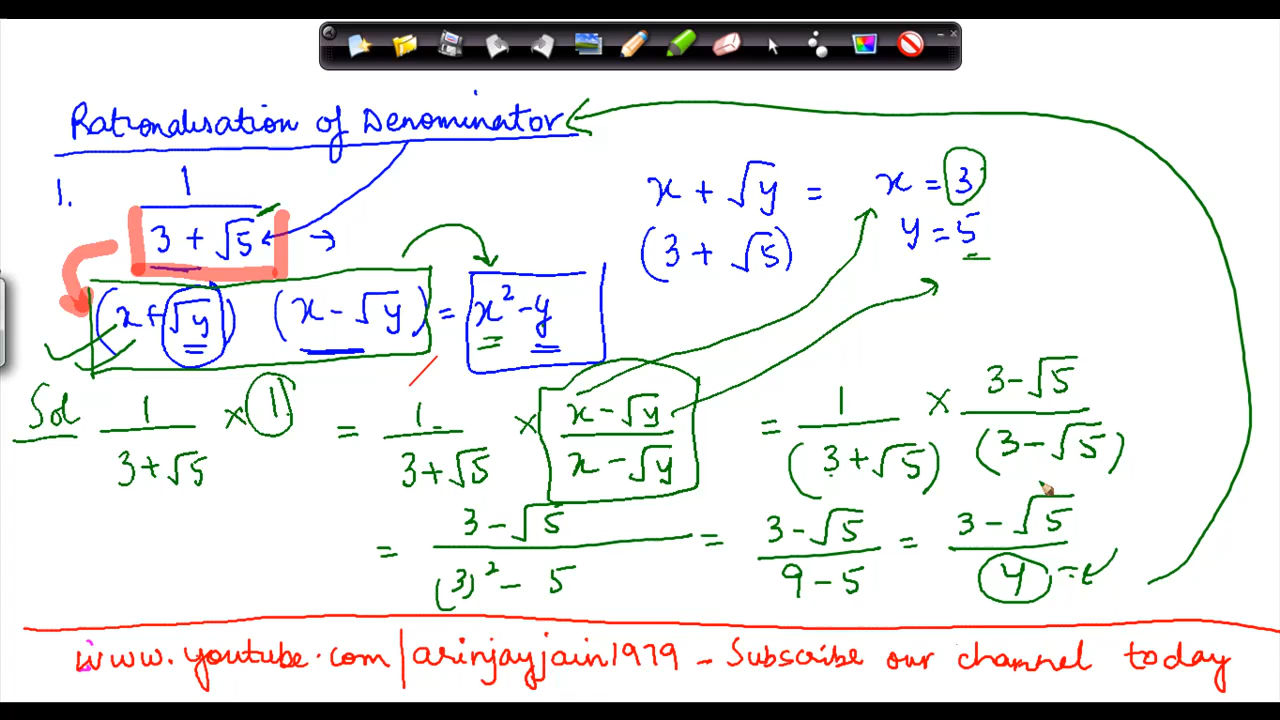 Rationalisation of Denominator
1. 1/(3 + √5) →
x + √y = x = 3
(3 + √5) y = 5
(x + √y) (x - √y) = x² - y
Sol 1/(3+√5) × 1 = 1/(3+√5) × (x - √y)/(x - √y) = 1/(3+√5) × (3-√5)/(3-√5)
= (3-√5)/((3)² - 5) = (3-√5)/(9-5) = (3-√5)/4
www.youtube.com/arinjayjain1979 - Subscribe our channel today